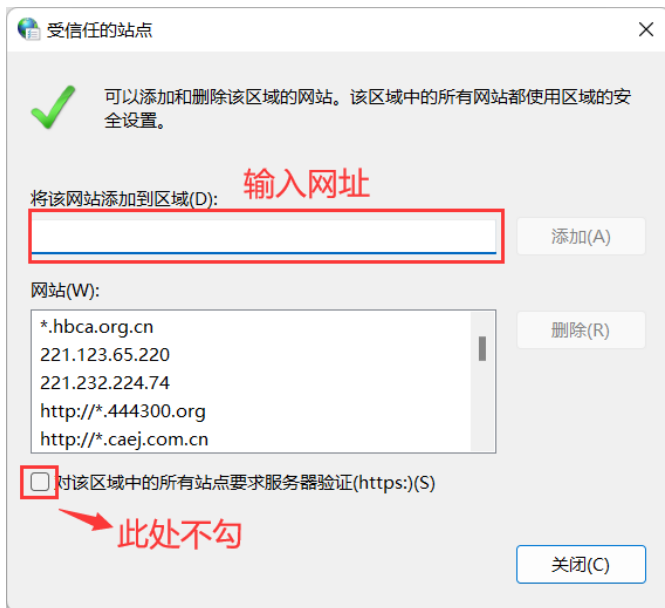 受信任的站点
可以添加和删除该区域的网站。该区域中的所有网站都使用区域的安
全设置。
输入网址
将该网站添加到区域(D):
添加(A)
网站(W):
*.hbca.org.cn
221.123.65.220
221.232.224.74
http://*.444300.org
http://*.caej.com.cn
删除(R)
对该区域中的所有站点要求服务器验证(https:)(S)
此处不勾
关闭(C)